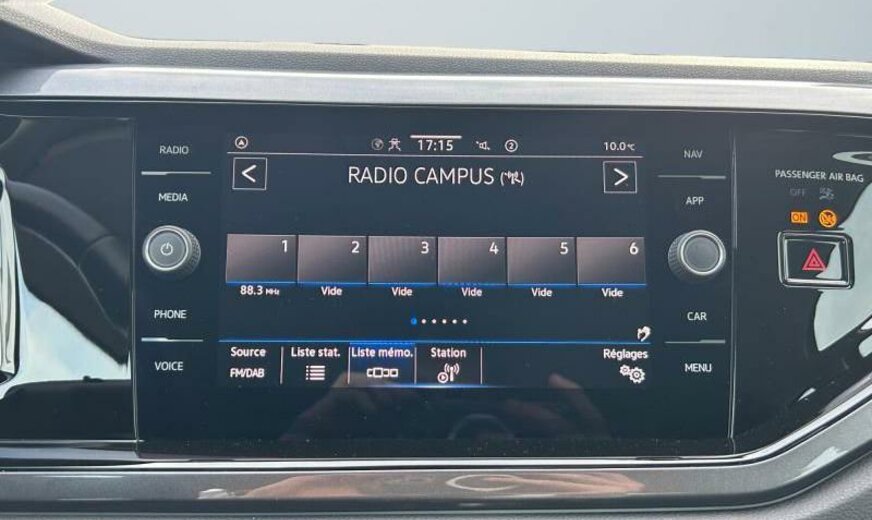 RADIO
MEDIA
PHONE
VOICE
17:15
2
10.0°C
RADIO CAMPUS
1 2 3 4 5 6
88.3 MHz Vide Vide Vide Vide Vide
Source Liste stat. Liste mémo. Station Réglages
FM/DAB
NAV
APP
CAR
MENU
PASSENGER AIR BAG
OFF
ON